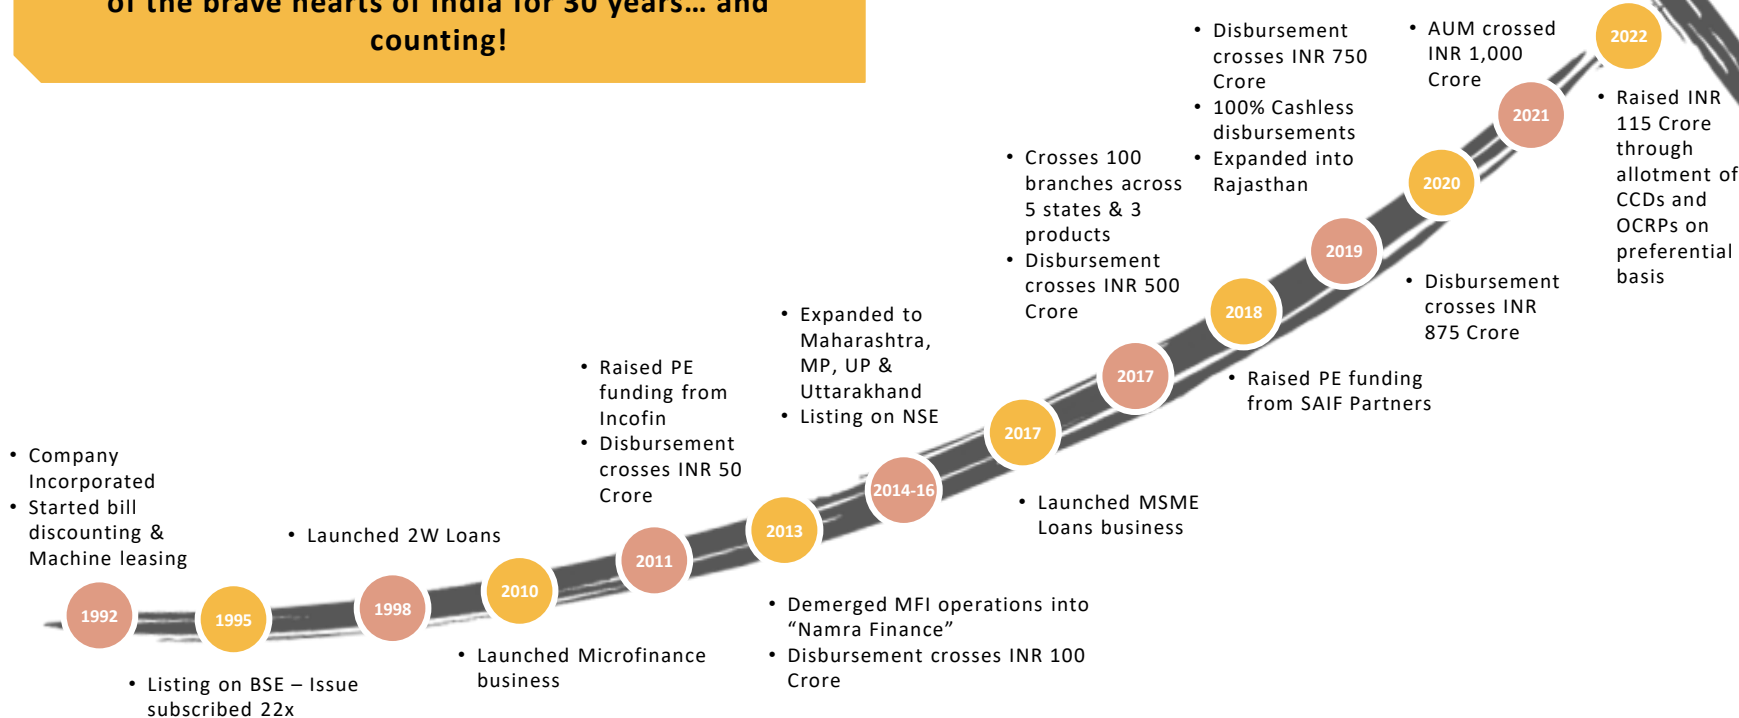 of the brave hearts of India for 30 years… and
counting!
• Company
Incorporated
• Started bill
discounting &
Machine leasing
1992
1995
• Listing on BSE – Issue
subscribed 22x
• Launched 2W Loans
1998
2010
• Launched Microfinance
business
• Raised PE
funding from
Incofin
• Disbursement
crosses INR 50
Crore
2011
2013
• Demerged MFI operations into
“Namra Finance”
• Disbursement crosses INR 100
Crore
• Expanded to
Maharashtra,
MP, UP &
Uttarakhand
• Listing on NSE
2014-16
2017
• Launched MSME
Loans business
• Crosses 100
branches across
5 states & 3
products
• Disbursement
crosses INR 500
Crore
2017
2018
• Raised PE funding
from SAIF Partners
• Disbursement
crosses INR 750
Crore
• 100% Cashless
disbursements
• Expanded into
Rajasthan
2019
2020
• Disbursement
crosses INR
875 Crore
• AUM crossed
INR 1,000
Crore
2021
2022
• Raised INR
115 Crore
through
allotment of
CCDs and
OCRPs on
preferential
basis